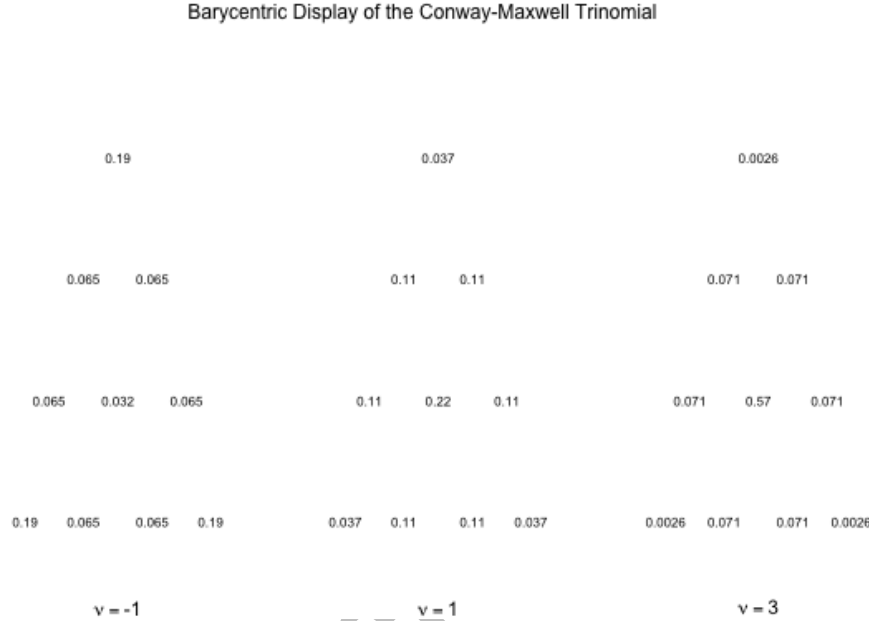 Barycentric Display of the Conway-Maxwell Trinomial
0.19 0.037 0.0026
0.065 0.065 0.11 0.11 0.071 0.071
0.065 0.032 0.065 0.11 0.22 0.11 0.071 0.57 0.071
0.19 0.065 0.065 0.19 0.037 0.11 0.11 0.037 0.0026 0.071 0.071 0.0026
ν = -1 ν = 1 ν = 3